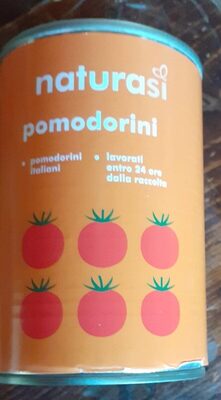 naturasì
pomodorini
• pomodorini
italiani
• lavorati
entro 24 ore
dalla raccolta